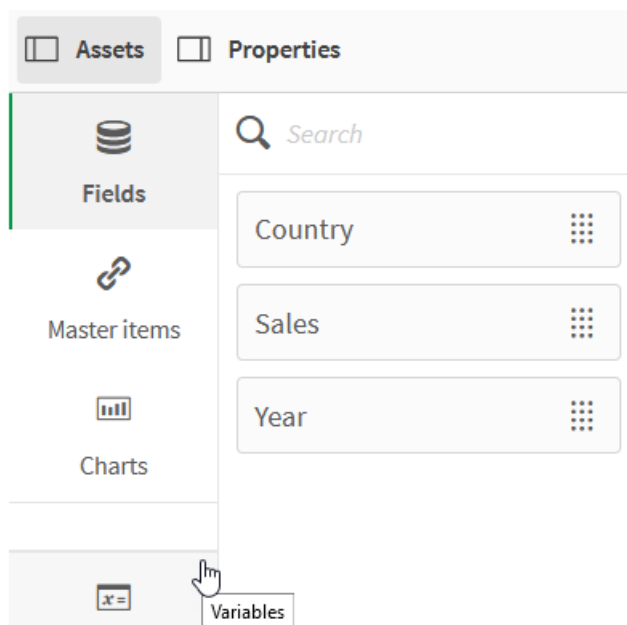 Assets Properties
Fields
Search
Country
Master items
Sales
Year
Charts
x=
Variables